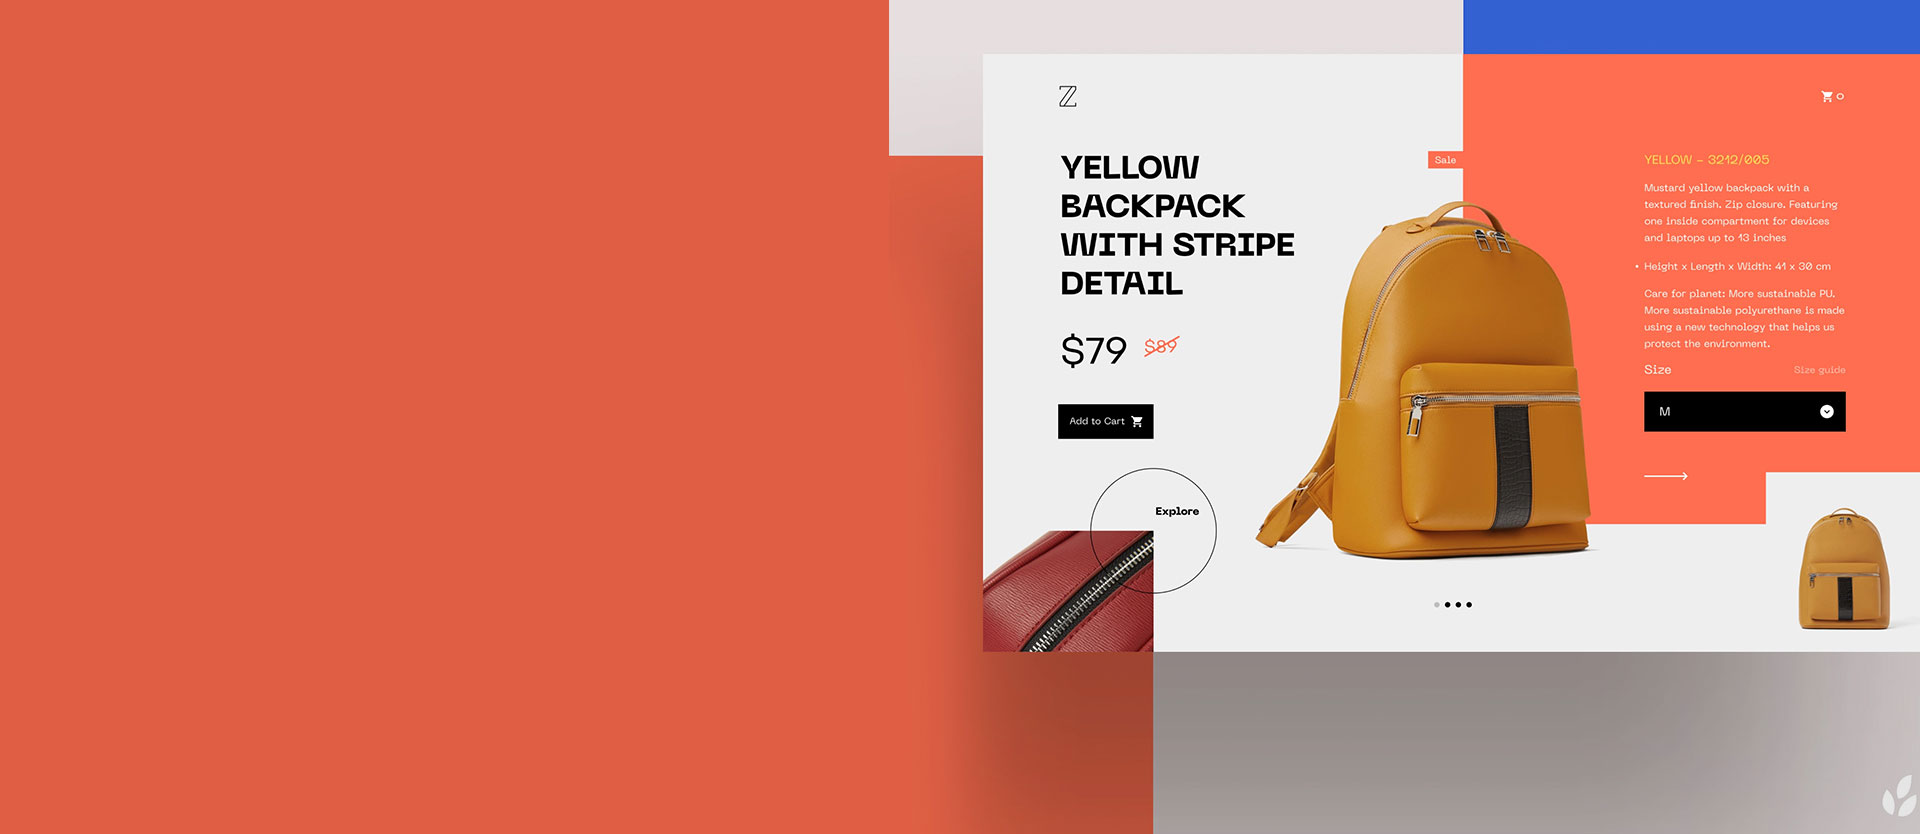 Z
0
YELLOW
BACKPACK
WITH STRIPE
DETAIL
$79 $89
Add to Cart
Explore
Sale
YELLOW – 3212/005
Mustard yellow backpack with a
textured finish. Zip closure. Featuring
one inside compartment for devices
and laptops up to 13 inches
• Height x Length x Width: 41 x 30 cm
Care for planet: More sustainable PU.
More sustainable polyurethane is made
using a new technology that helps us
protect the environment.
Size Size guide
M